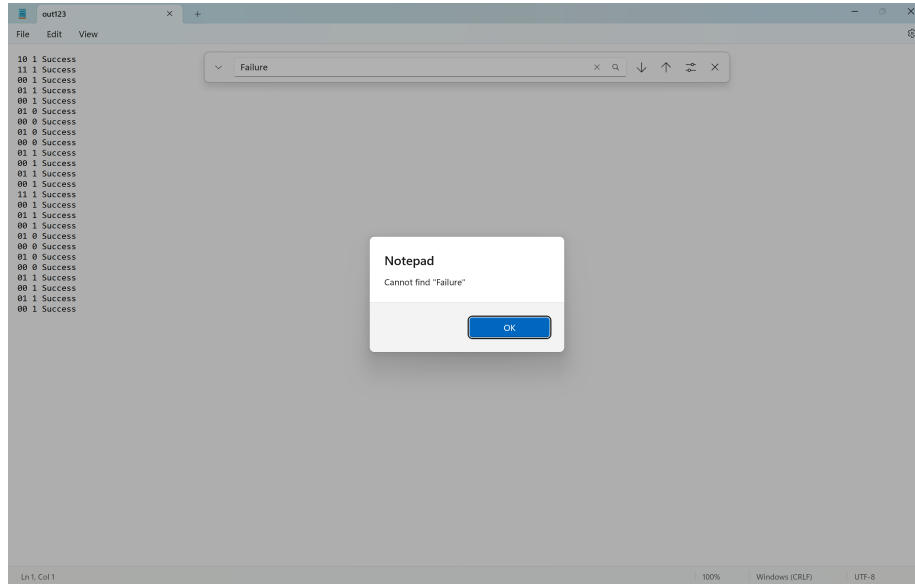 out123
File Edit View
Failure
10 1 Success
11 1 Success
00 1 Success
01 1 Success
00 1 Success
01 0 Success
00 0 Success
01 0 Success
00 0 Success
01 1 Success
00 1 Success
01 1 Success
00 1 Success
11 1 Success
00 1 Success
01 1 Success
00 1 Success
01 0 Success
00 0 Success
01 0 Success
00 0 Success
01 1 Success
00 1 Success
01 1 Success
00 1 Success
Notepad
Cannot find "Failure"
OK
Ln 1, Col 1 100% Windows (CRLF) UTF-8